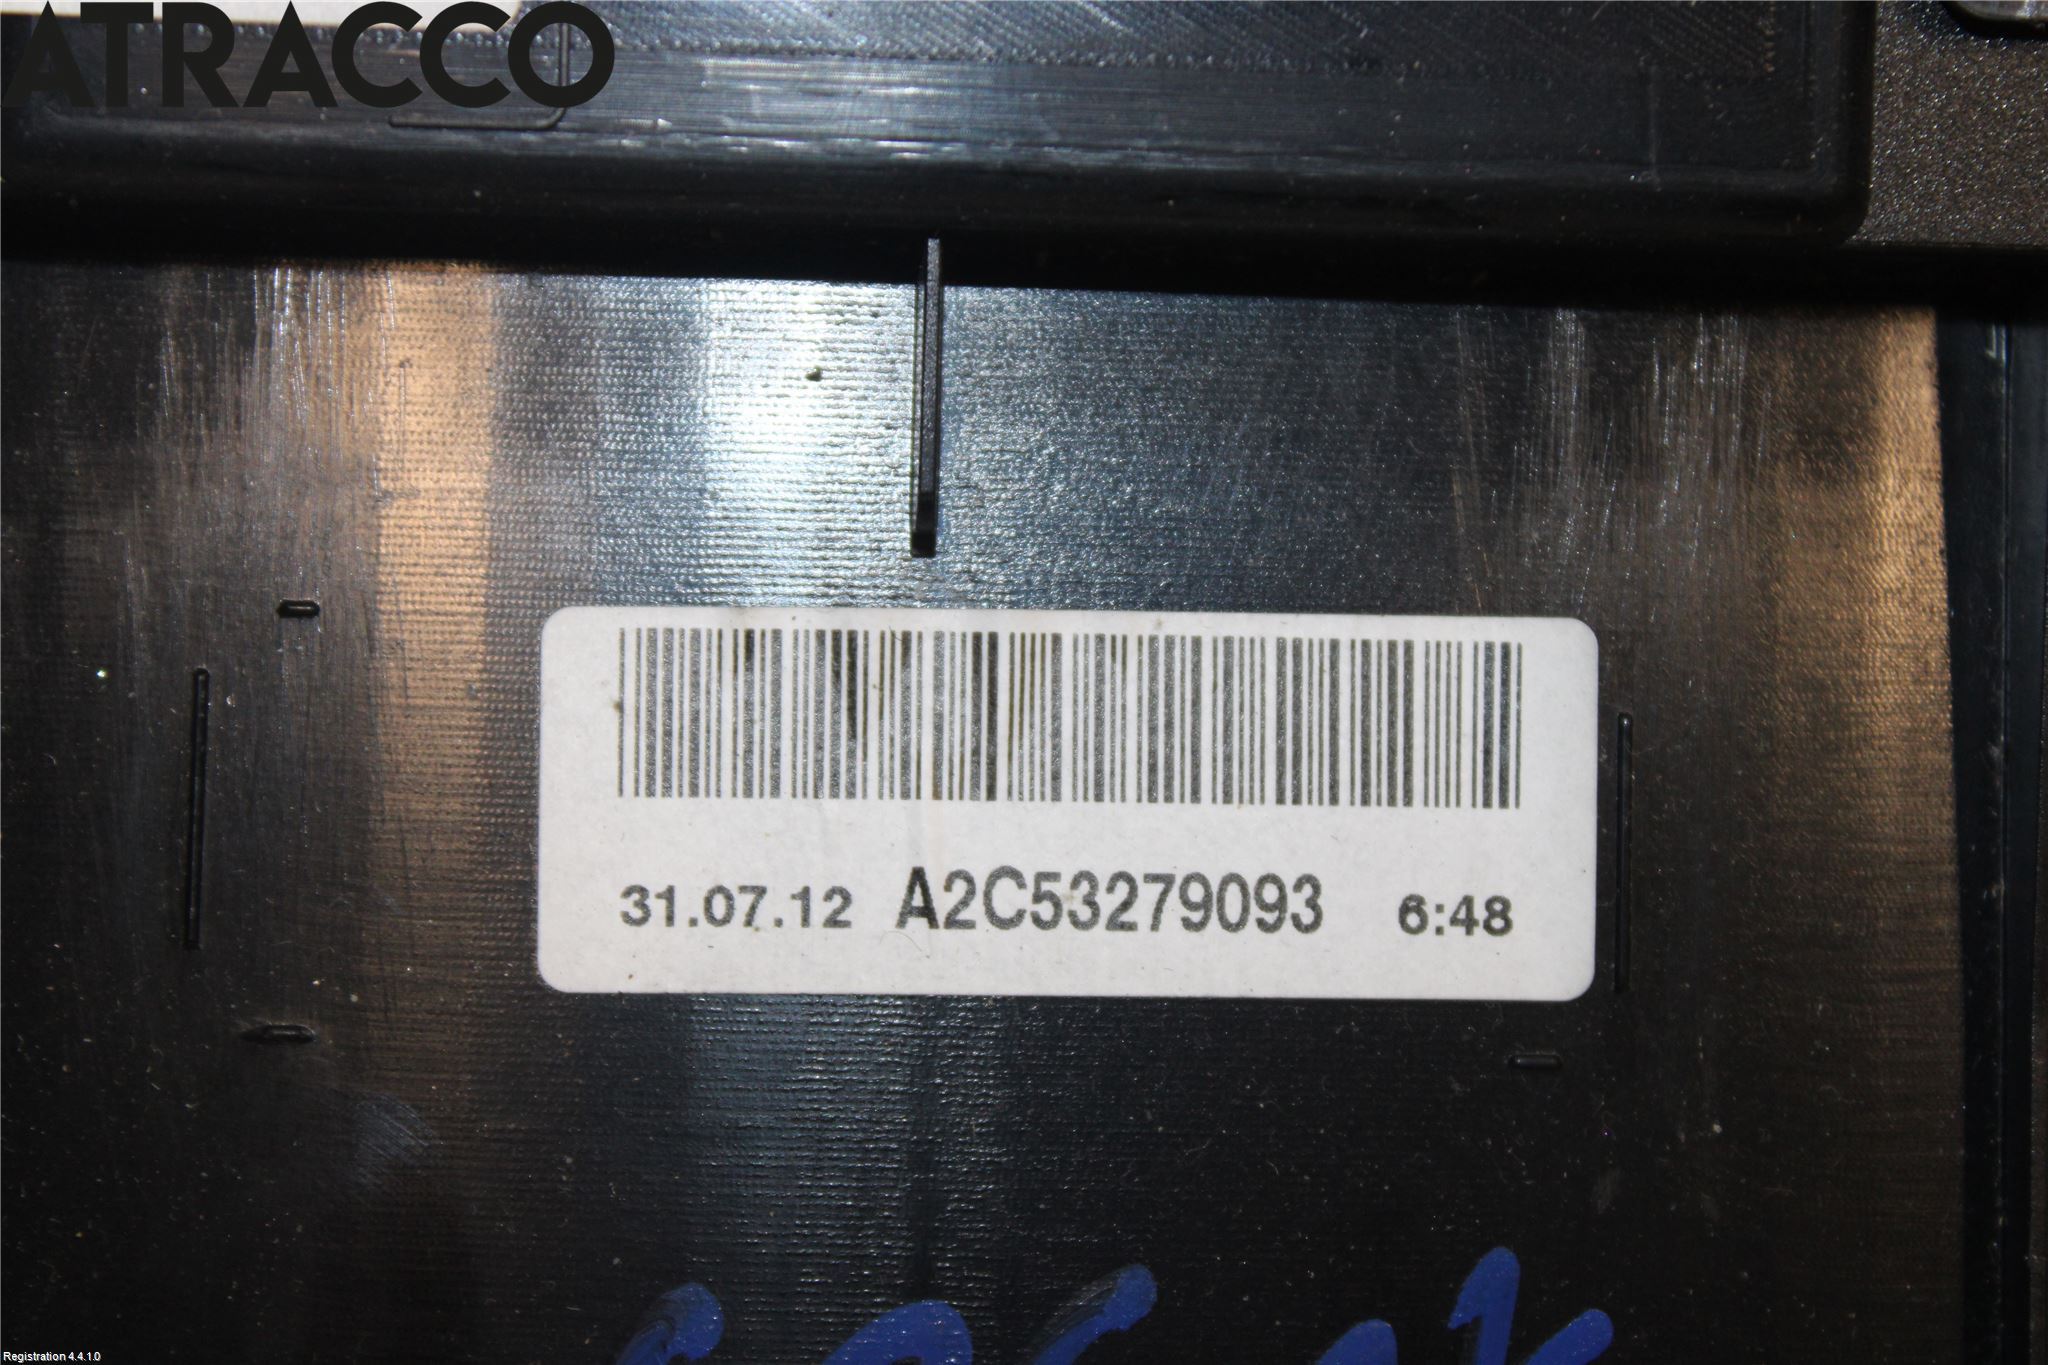 ATRACCO
31.07.12 A2C53279093 6:48
Registration 4.4.1.0